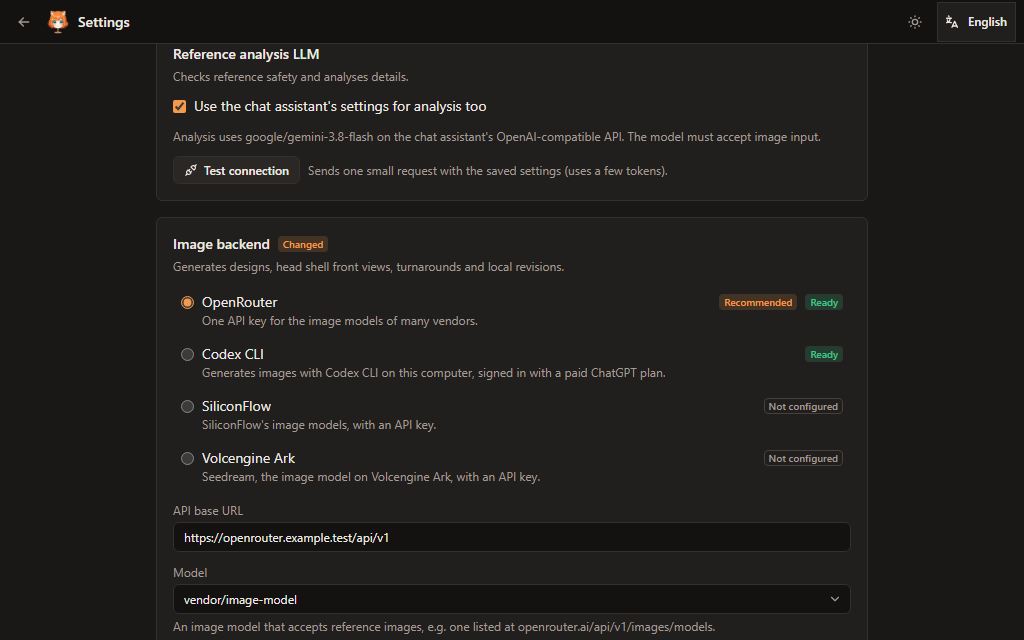 Settings
English
Reference analysis LLM
Checks reference safety and analyses details.
Use the chat assistant's settings for analysis too
Analysis uses google/gemini-3.8-flash on the chat assistant's OpenAI-compatible API. The model must accept image input.
Test connection
Sends one small request with the saved settings (uses a few tokens).
Image backend
Changed
Generates designs, head shell front views, turnarounds and local revisions.
OpenRouter
Recommended
Ready
One API key for the image models of many vendors.
Codex CLI
Ready
Generates images with Codex CLI on this computer, signed in with a paid ChatGPT plan.
SiliconFlow
Not configured
SiliconFlow's image models, with an API key.
Volcengine Ark
Not configured
Seedream, the image model on Volcengine Ark, with an API key.
API base URL
https://openrouter.example.test/api/v1
Model
vendor/image-model
An image model that accepts reference images, e.g. one listed at openrouter.ai/api/v1/images/models.